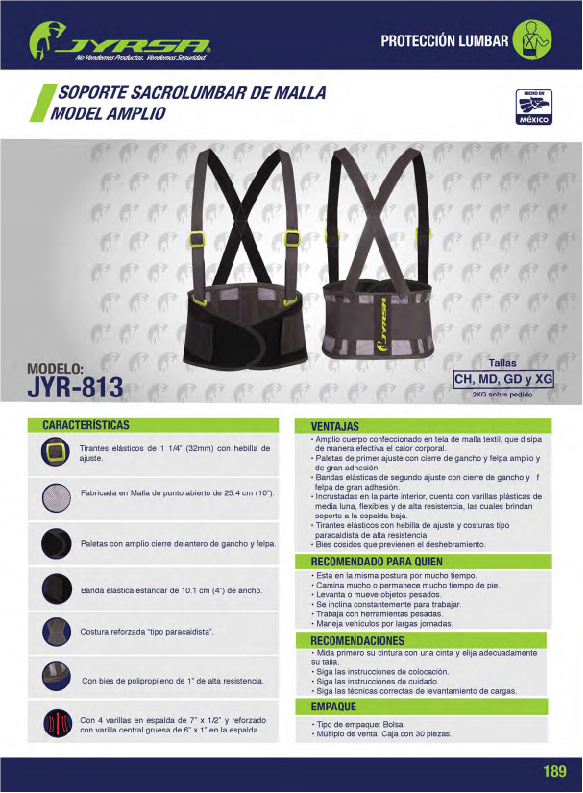 JYRSA®
No Vendemos Productos. Vendemos Seguridad.
PROTECCIÓN LUMBAR
SOPORTE SACROLUMBAR DE MALLA
MODEL AMPLIO
HECHO EN
MÉXICO
JYRSA
MODELO:
JYR-813
Tallas
CH, MD, GD y XG
2XG sobre pedido
CARACTERÍSTICAS
Tirantes elásticos de 1 1/4" (32mm) con hebilla de
ajuste.
Fabricada en Malla de punto abierto de 25.4 cm (10").
Paletas con amplio cierre delantero de gancho y felpa.
Banda elástica estándar de 10.1 cm (4") de ancho.
Costura reforzada "tipo paracaidista".
Con bies de polipropileno de 1" de alta resistencia.
Con 4 varillas en espalda de 7" x 1/2" y reforzado
con varilla central gruesa de 6" x 1" en la espalda.
VENTAJAS
• Amplio cuerpo confeccionado en tela de malla textil, que disipa
de manera efectiva el calor corporal.
• Paletas de primer ajuste con cierre de gancho y felpa amplio y
de gran adhesión
• Bandas elásticas de segundo ajuste con cierre de gancho y f
felpa de gran adhesión.
• Incrustadas en la parte interior, cuenta con varillas plásticas de
media luna, flexibles y de alta resistencia, las cuales brindan
soporte a la espalda baja.
• Tirantes elásticos con hebilla de ajuste y costuras tipo
paracaidista de alta resistencia
• Bies cosidos que previenen el deshebramiento.
RECOMENDADO PARA QUIEN
• Esta en la misma postura por mucho tiempo.
• Camina mucho o permanece mucho tiempo de pie.
• Levanta o mueve objetos pesados.
• Se inclina constantemente para trabajar.
• Trabaja con herramientas pesadas.
• Maneja vehículos por largas jornadas.
RECOMENDACIONES
• Mida primero su cintura con una cinta y elija adecuadamente
su talla.
• Siga las instrucciones de colocación.
• Siga las instrucciones de cuidado.
• Siga las técnicas correctas de levantamiento de cargas.
EMPAQUE
• Tipo de empaque: Bolsa
• Múltiplo de venta: Caja con 30 piezas.
189